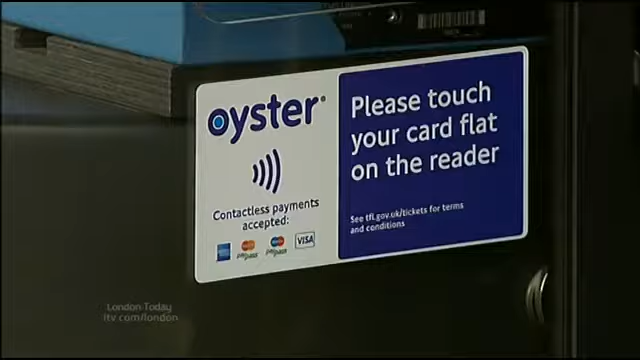 oyster
Contactless payments
accepted:
VISA
Please touch
your card flat
on the reader
See tfl.gov.uk/tickets for terms
and conditions
London Today
itv.com/london